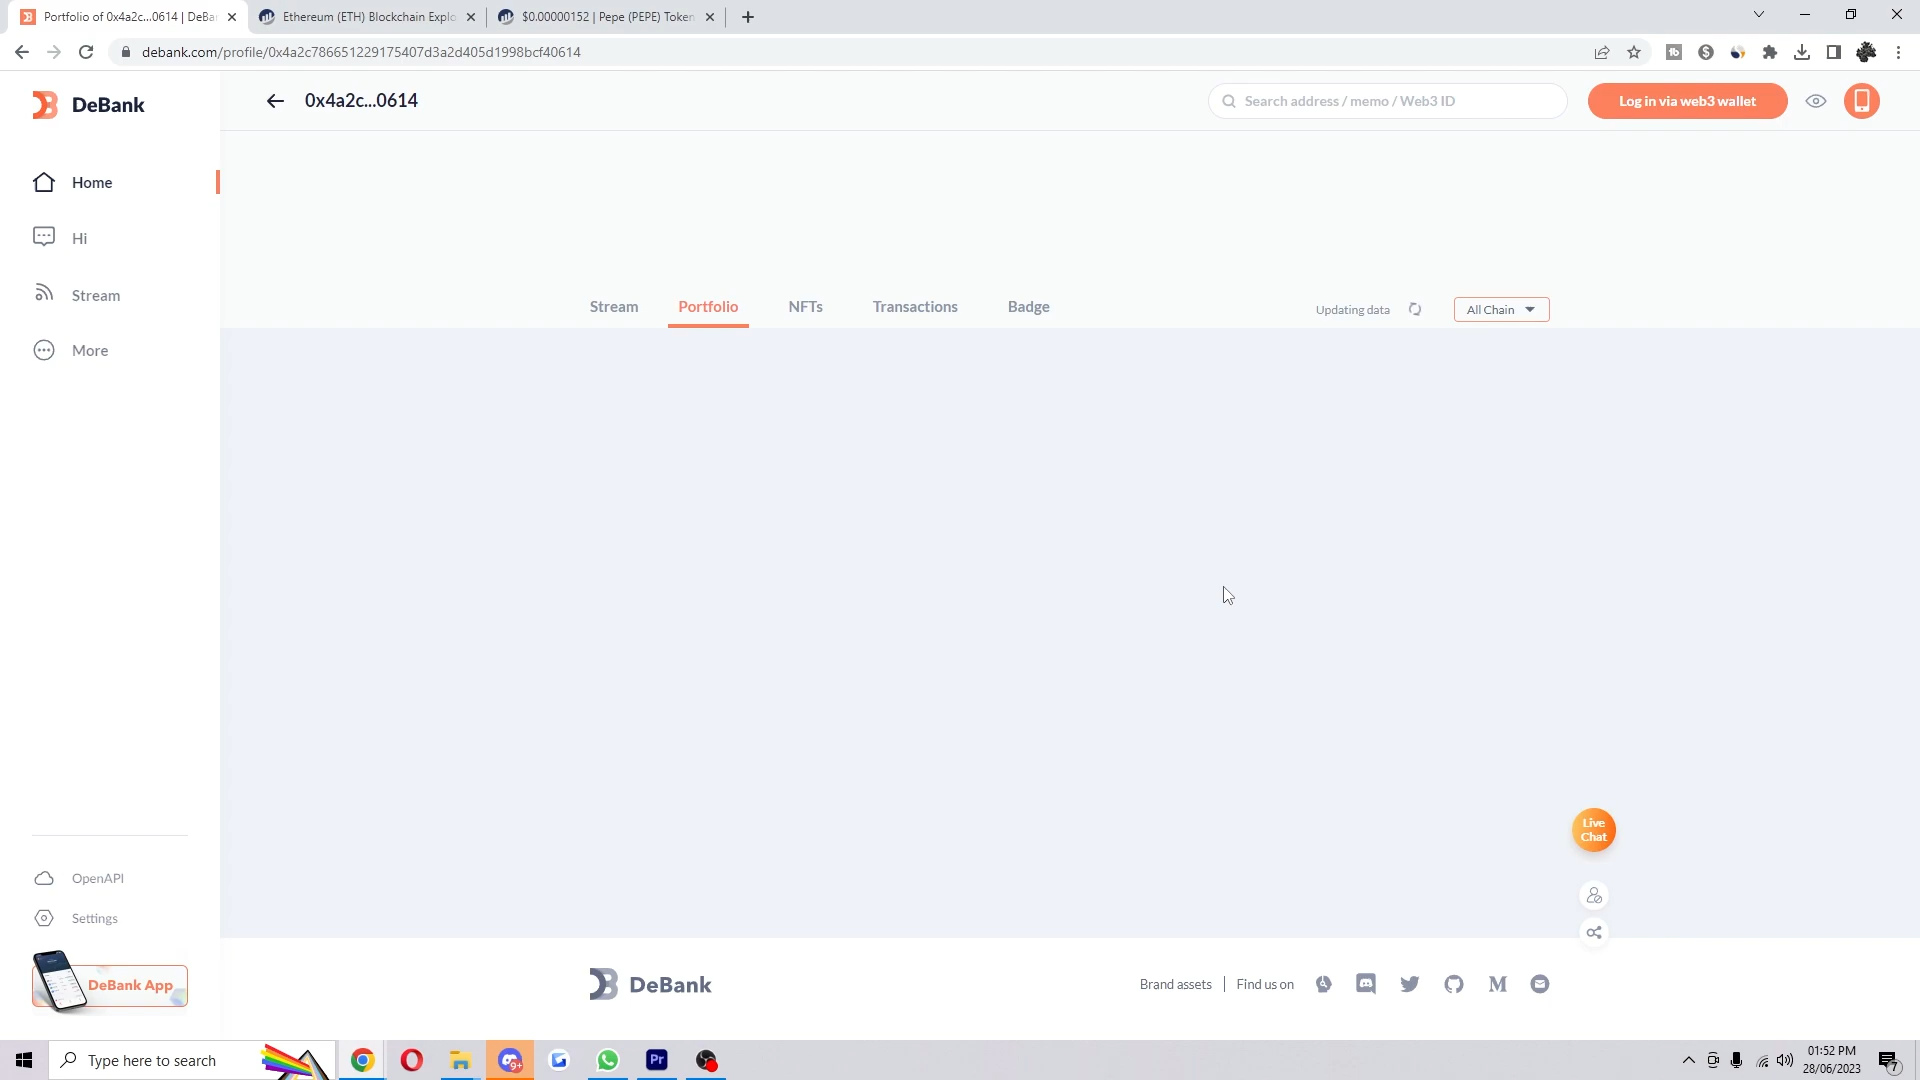 Portfolio of 0x4a2c...0614 | DeBa
Ethereum (ETH) Blockchain Explo
$0.00000152 | Pepe (PEPE) Token
debank.com/profile/0x4a2c786651229175407d3a2d405d1998bcf40614
DeBank
0x4a2c...0614
Search address / memo / Web3 ID
Log in via web3 wallet
Home
Hi
Stream
More
Stream
Portfolio
NFTs
Transactions
Badge
Updating data
All Chain
Live
Chat
OpenAPI
Settings
DeBank App
DeBank
Brand assets
Find us on
Type here to search
9+
Pr
01:52 PM
28/06/2023
7